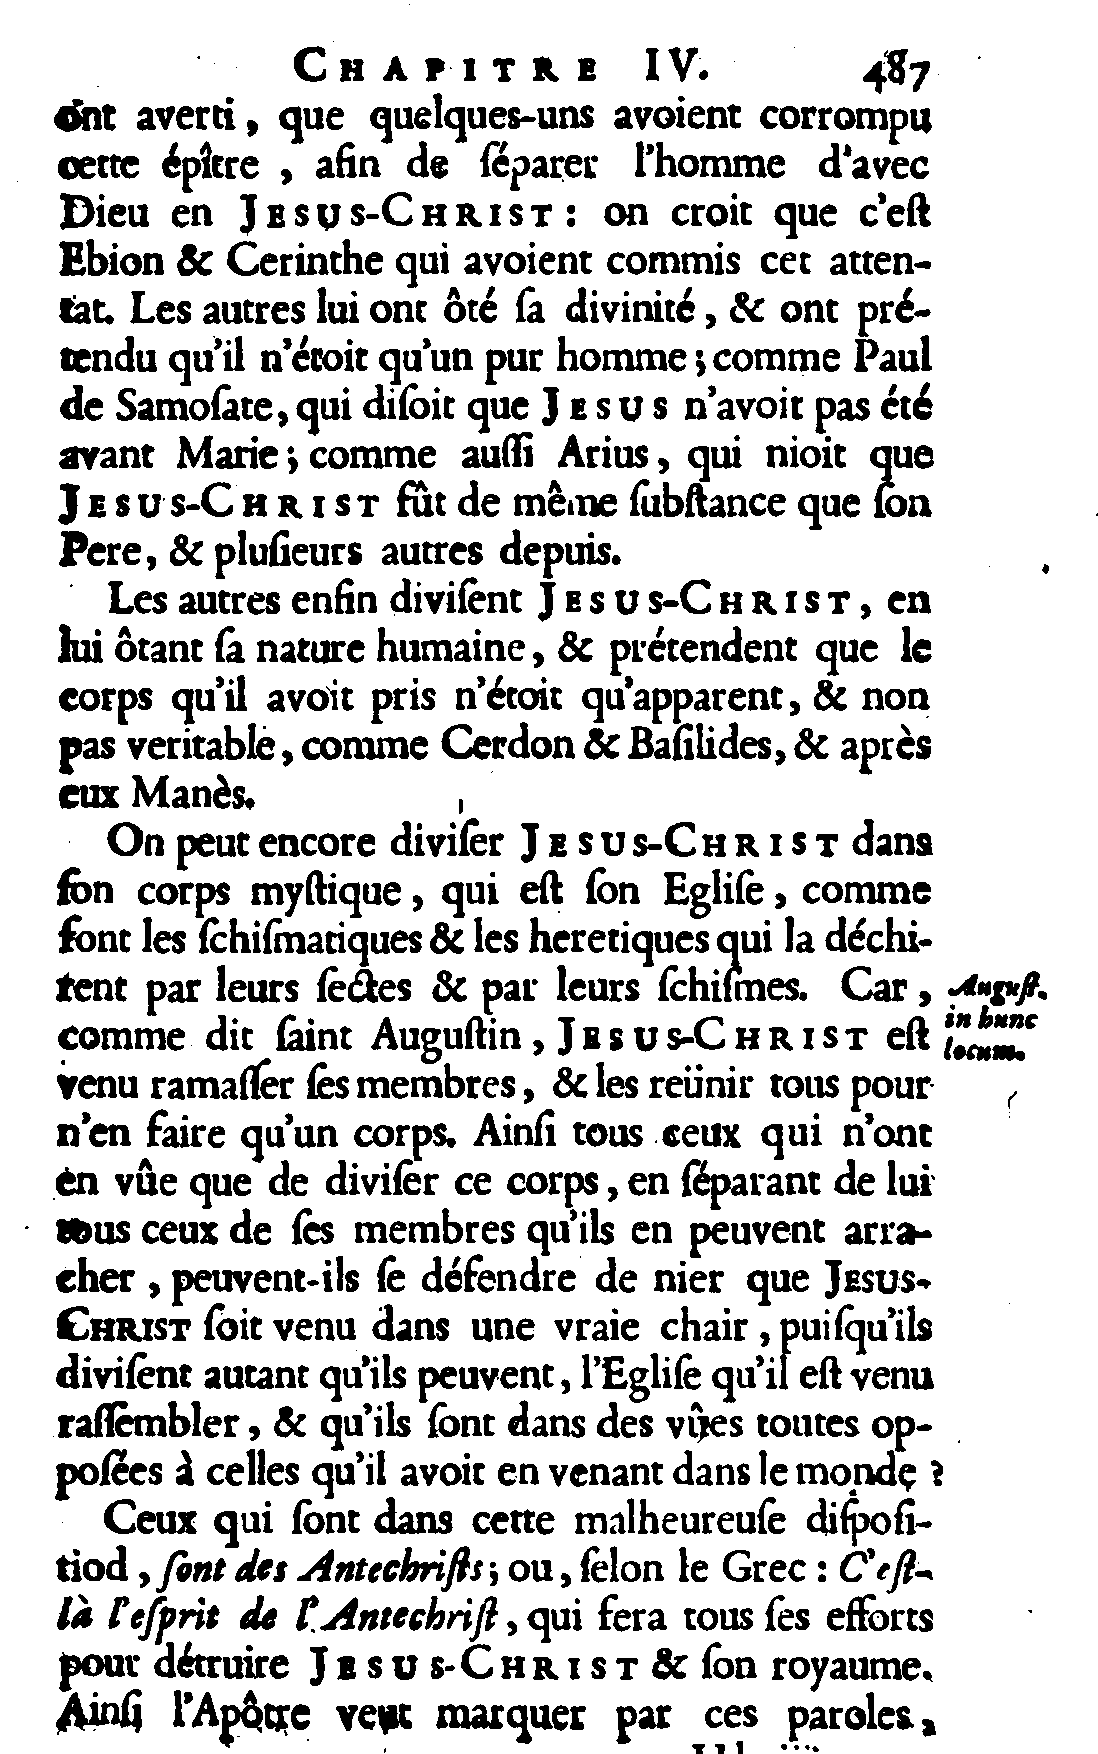 CHAPITRE IV. 487
ont averti, que quelques-uns avoient corrompu
cette épître, afin de ſéparer l'homme d'avec
Dieu en JESUS-CHRIST: on croit que c'eſt
Ebion & Cerinthe qui avoient commis cet atten-
tat. Les autres lui ont ôté ſa divinité, & ont pré-
tendu qu'il n'étoit qu'un pur homme; comme Paul
de Samoſate, qui diſoit que JESUS n'avoit pas été
avant Marie; comme auſſi Arius, qui nioit que
JESUS-CHRIST fût de même ſubſtance que ſon
Pere, & pluſieurs autres depuis.
Les autres enfin diviſent JESUS-CHRIST, en
lui ôtant ſa nature humaine, & prétendent que le
corps qu'il avoit pris n'étoit qu'apparent, & non
pas veritable, comme Cerdon & Baſilides, & après
eux Manès.
On peut encore diviſer JESUS-CHRIST dans
ſon corps myſtique, qui eſt ſon Egliſe, comme
font les ſchiſmatiques & les heretiques qui la déchi-
rent par leurs ſectes & par leurs ſchiſmes. Car,
comme dit ſaint Auguſtin, JESUS-CHRIST eſt
venu ramaſſer ſes membres, & les reünir tous pour
n'en faire qu'un corps. Ainſi tous ceux qui n'ont
en vûe que de diviſer ce corps, en ſéparant de lui
tous ceux de ſes membres qu'ils en peuvent arra-
cher, peuvent-ils ſe défendre de nier que JESUS-
CHRIST ſoit venu dans une vraie chair, puiſqu'ils
diviſent autant qu'ils peuvent, l'Egliſe qu'il eſt venu
raſſembler, & qu'ils ſont dans des vûes toutes op-
poſées à celles qu'il avoit en venant dans le monde?
Ceux qui ſont dans cette malheureuſe diſpoſi-
tiod, ſont des Antechriſts; ou, ſelon le Grec: C'eſt-
là l'eſprit de l'Antechriſt, qui fera tous ſes efforts
pour détruire JESUS-CHRIST & ſon royaume.
Ainſi l'Apôtre veut marquer par ces paroles,
Auguſt.
in hunc
locum.